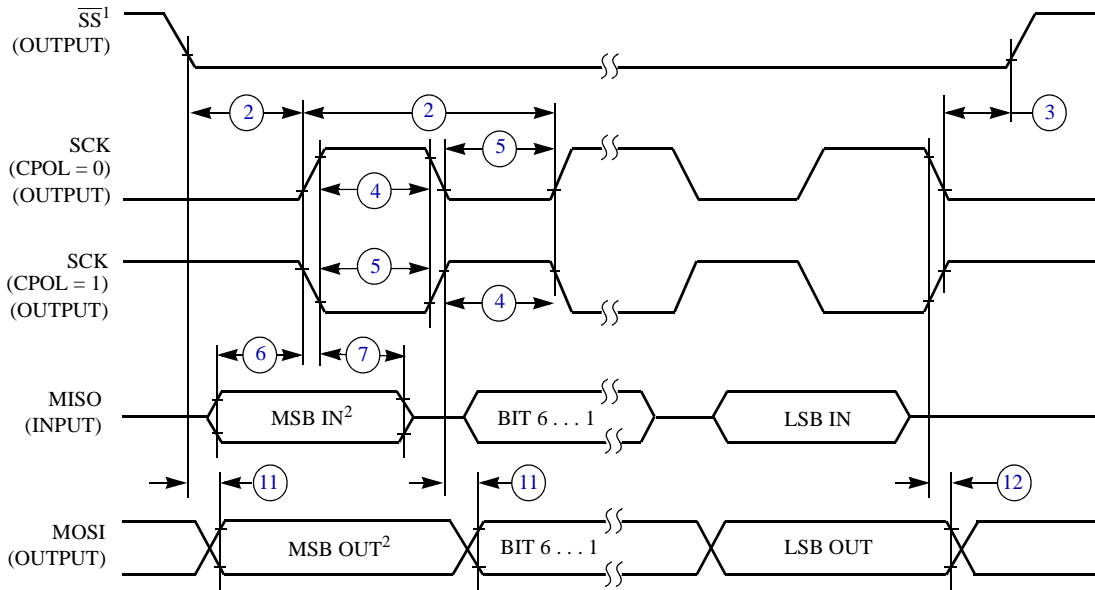 SS¹
(OUTPUT)
2
2
3
SCK
(CPOL = 0)
(OUTPUT)
5
4
SCK
(CPOL = 1)
(OUTPUT)
5
4
6
7
MISO
(INPUT)
MSB IN²
BIT 6 . . . 1
LSB IN
11
11
12
MOSI
(OUTPUT)
MSB OUT²
BIT 6 . . . 1
LSB OUT